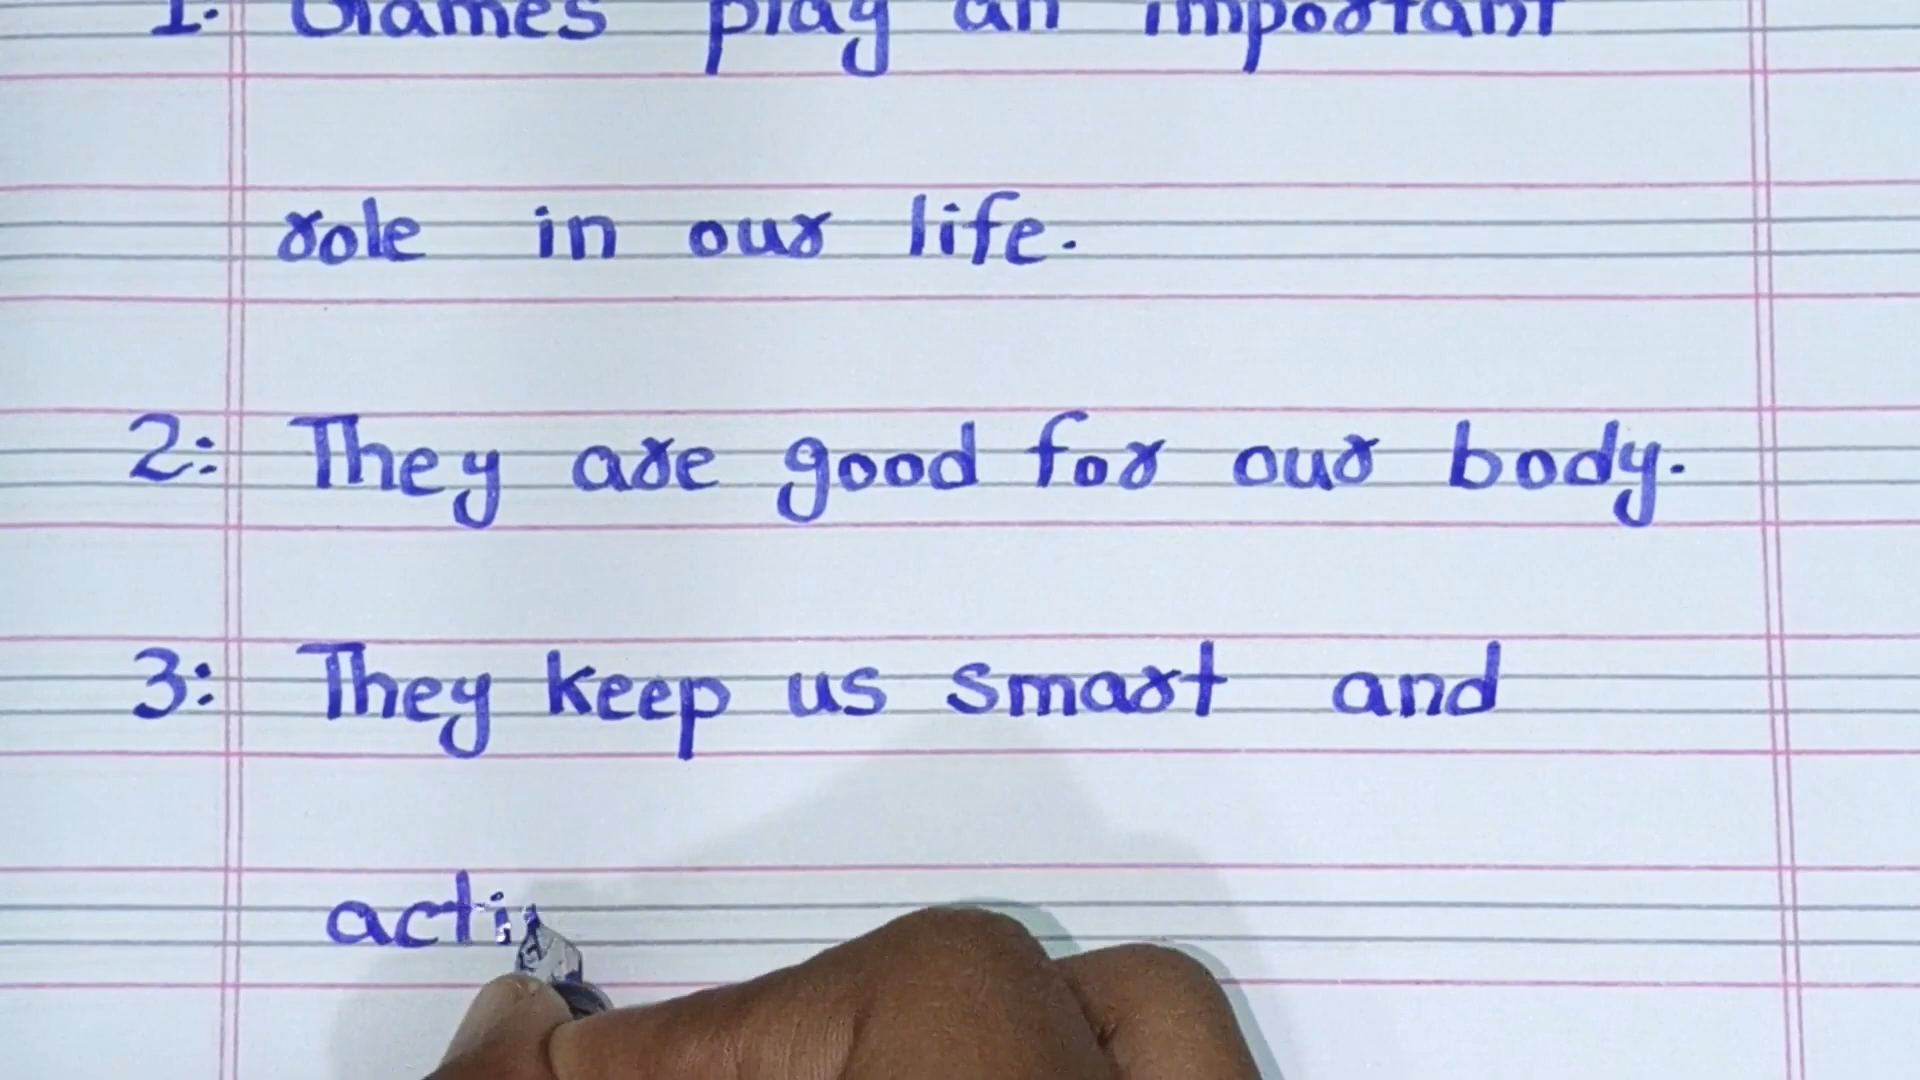 1: Games play an important
role in our life.
2: They are good for our body.
3: They keep us smart and
acti